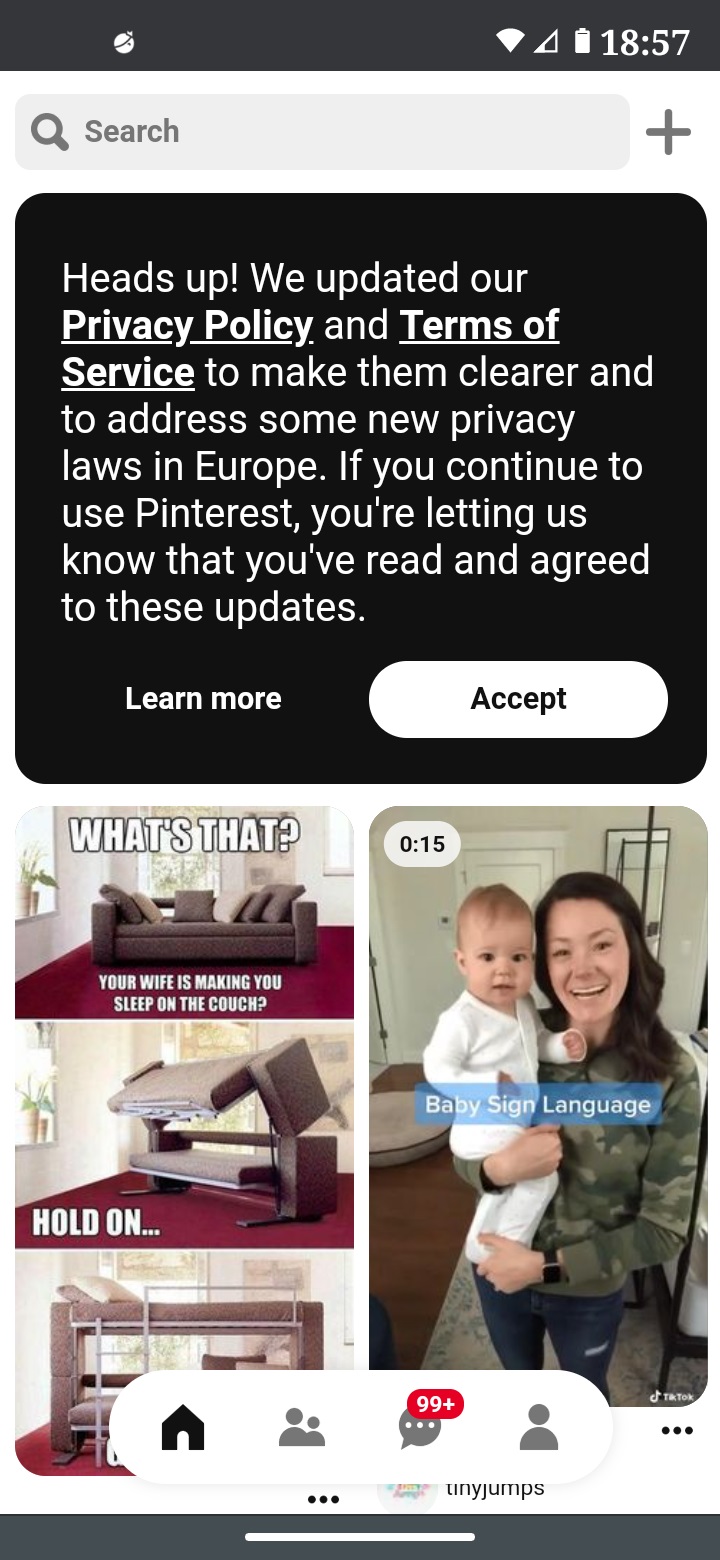 18:57
Search
Heads up! We updated our
Privacy Policy and Terms of
Service to make them clearer and
to address some new privacy
laws in Europe. If you continue to
use Pinterest, you're letting us
know that you've read and agreed
to these updates.
Learn more
Accept
WHAT'S THAT?
YOUR WIFE IS MAKING YOU
SLEEP ON THE COUCH?
HOLD ON...
0:15
Baby Sign Language
TikTok
99+
tinyjumps